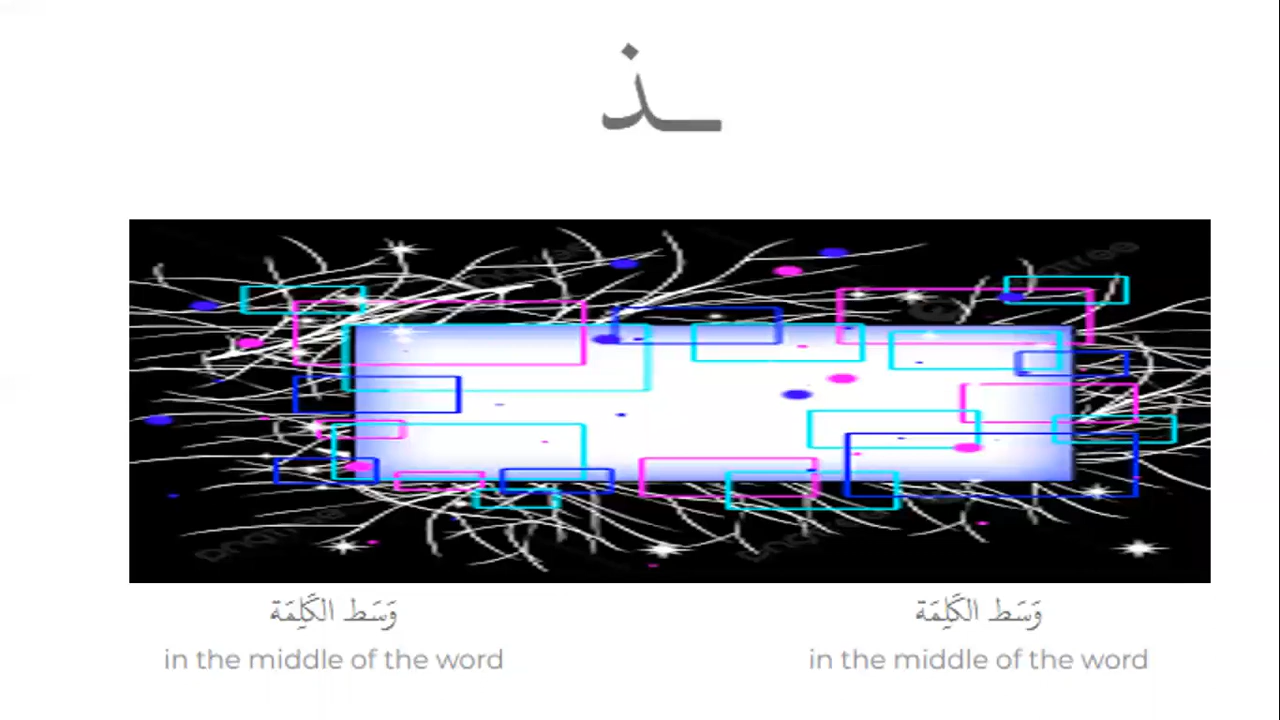 ـذ
وَسَط الكَلِمَة
وَسَط الكَلِمَة
in the middle of the word
in the middle of the word